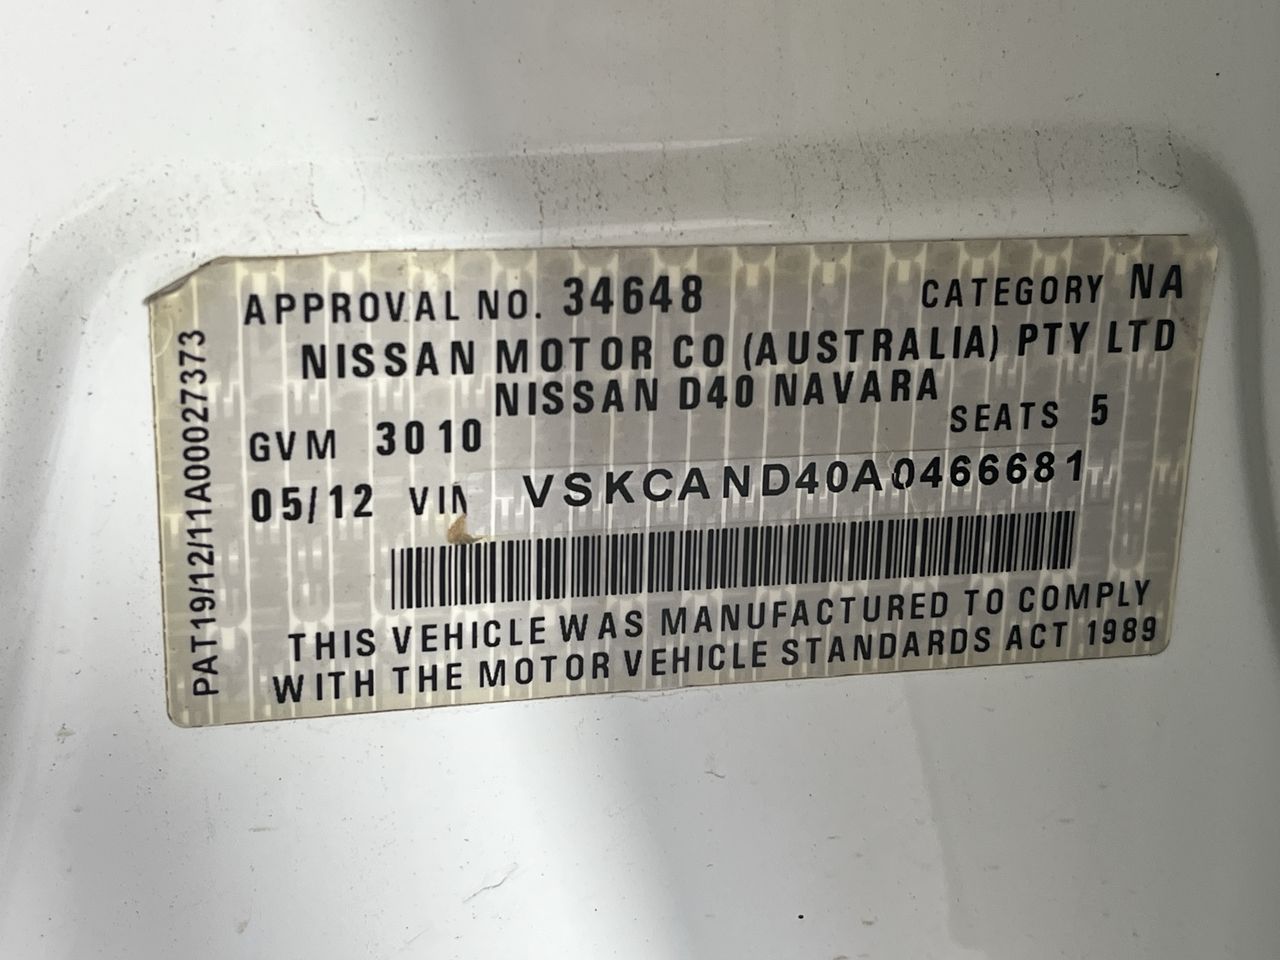 APPROVAL NO. 34648 CATEGORY NA
NISSAN MOTOR CO (AUSTRALIA) PTY LTD
NISSAN D40 NAVARA
GVM 3010 SEATS 5
05/12 VIN VSKCAND40A0466681
THIS VEHICLE WAS MANUFACTURED TO COMPLY
WITH THE MOTOR VEHICLE STANDARDS ACT 1989
PAT19/12/11A00027373